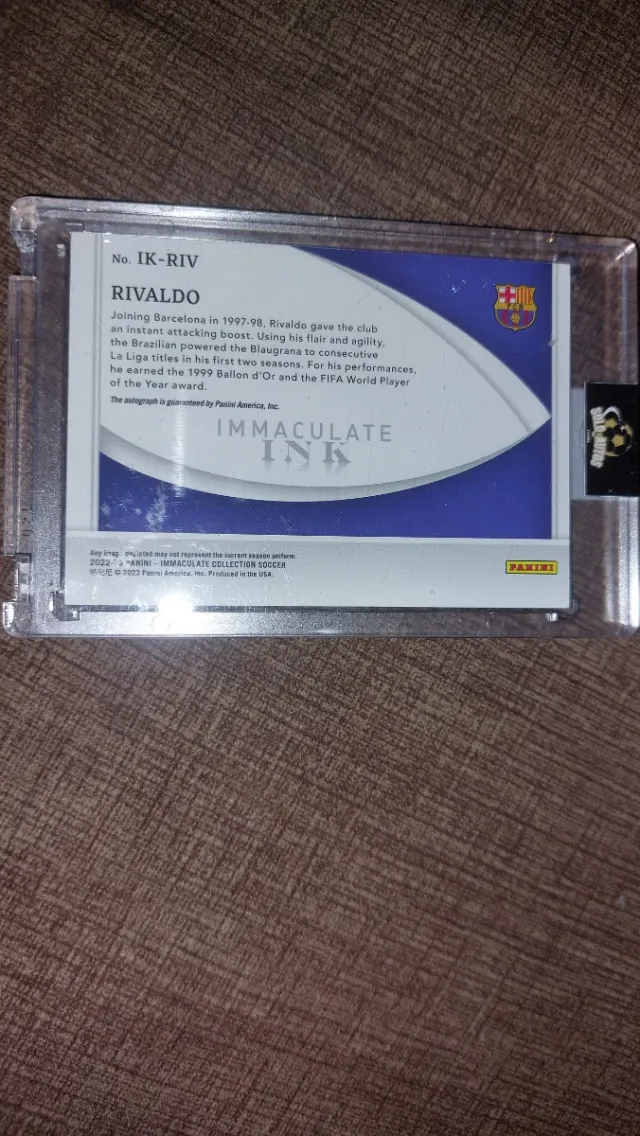 No. IK-RIV
RIVALDO
Joining Barcelona in 1997-98, Rivaldo gave the club
an instant attacking boost. Using his flair and agility,
the Brazilian powered the Blaugrana to consecutive
La Liga titles in his first two seasons. For his performances,
he earned the 1999 Ballon d'Or and the FIFA World Player
of the Year award.
The autograph is guaranteed by Panini America, Inc.
IMMACULATE
INK
FCB
Any image depicted may not represent the current season uniform.
2022- PANINI - IMMACULATE COLLECTION SOCCER
© 2023 Panini America, Inc. Produced in the USA.
PANINI